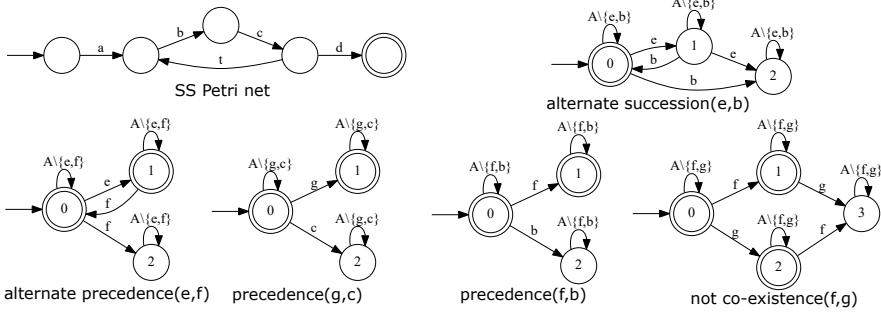 a
b
c
t
d
SS Petri net
A\{e,b}
A\{e,b}
A\{e,b}
0
1
2
e
b
e
b
alternate succession(e,b)
A\{e,f}
A\{e,f}
A\{e,f}
0
1
2
e
f
f
alternate precedence(e,f)
A\{g,c}
A\{g,c}
A\{g,c}
0
1
2
g
c
precedence(g,c)
A\{f,b}
A\{f,b}
A\{f,b}
0
1
2
f
b
precedence(f,b)
A\{f,g}
A\{f,g}
A\{f,g}
A\{f,g}
0
1
2
3
f
g
g
f
not co-existence(f,g)